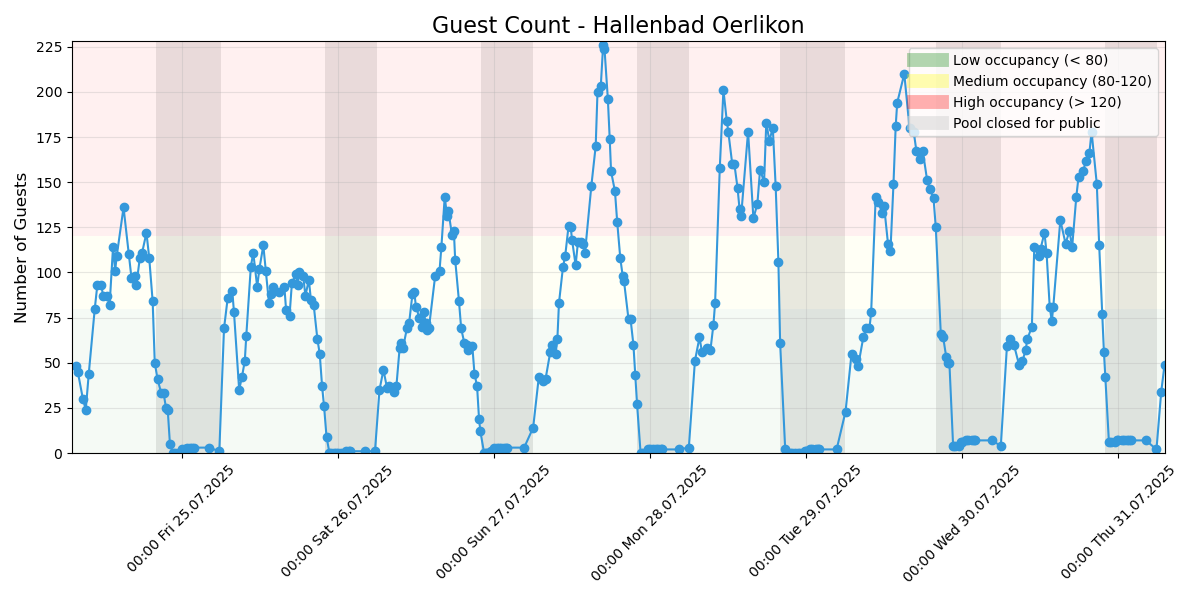 Guest Count - Hallenbad Oerlikon
Number of Guests
225
200
175
150
125
100
75
50
25
0
Low occupancy (< 80)
Medium occupancy (80-120)
High occupancy (> 120)
Pool closed for public
00:00 Fri 25.07.2025
00:00 Sat 26.07.2025
00:00 Sun 27.07.2025
00:00 Mon 28.07.2025
00:00 Tue 29.07.2025
00:00 Wed 30.07.2025
00:00 Thu 31.07.2025